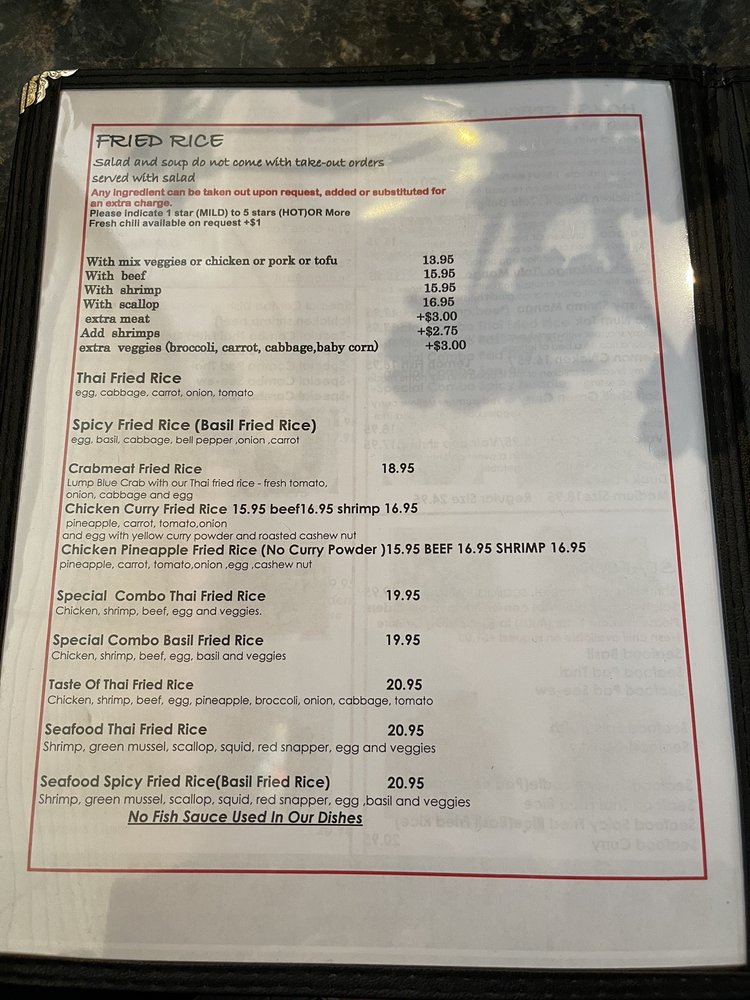 FRIED RICE
Salad and soup do not come with take-out orders
served with salad
Any ingredient can be taken out upon request, added or substituted for
an extra charge.
Please indicate 1 star (MILD) to 5 stars (HOT)OR More
Fresh chili available on request +$1
With mix veggies or chicken or pork or tofu 13.95
With beef 15.95
With shrimp 15.95
With scallop 16.95
extra meat +$3.00
Add shrimps +$2.75
extra veggies (broccoli, carrot, cabbage,baby corn) +$3.00
Thai Fried Rice
egg, cabbage, carrot, onion, tomato
Spicy Fried Rice (Basil Fried Rice)
egg, basil, cabbage, bell pepper ,onion ,carrot
Crabmeat Fried Rice 18.95
Lump Blue Crab with our Thai fried rice - fresh tomato,
onion, cabbage and egg
Chicken Curry Fried Rice 15.95 beef16.95 shrimp 16.95
pineapple, carrot, tomato,onion
and egg with yellow curry powder and roasted cashew nut
Chicken Pineapple Fried Rice (No Curry Powder )15.95 BEEF 16.95 SHRIMP 16.95
pineapple, carrot, tomato,onion ,egg ,cashew nut
Special Combo Thai Fried Rice 19.95
Chicken, shrimp, beef, egg and veggies.
Special Combo Basil Fried Rice 19.95
Chicken, shrimp, beef, egg, basil and veggies
Taste Of Thai Fried Rice 20.95
Chicken, shrimp, beef, egg, pineapple, broccoli, onion, cabbage, tomato
Seafood Thai Fried Rice 20.95
Shrimp, green mussel, scallop, squid, red snapper, egg and veggies
Seafood Spicy Fried Rice(Basil Fried Rice) 20.95
Shrimp, green mussel, scallop, squid, red snapper, egg ,basil and veggies
No Fish Sauce Used In Our Dishes